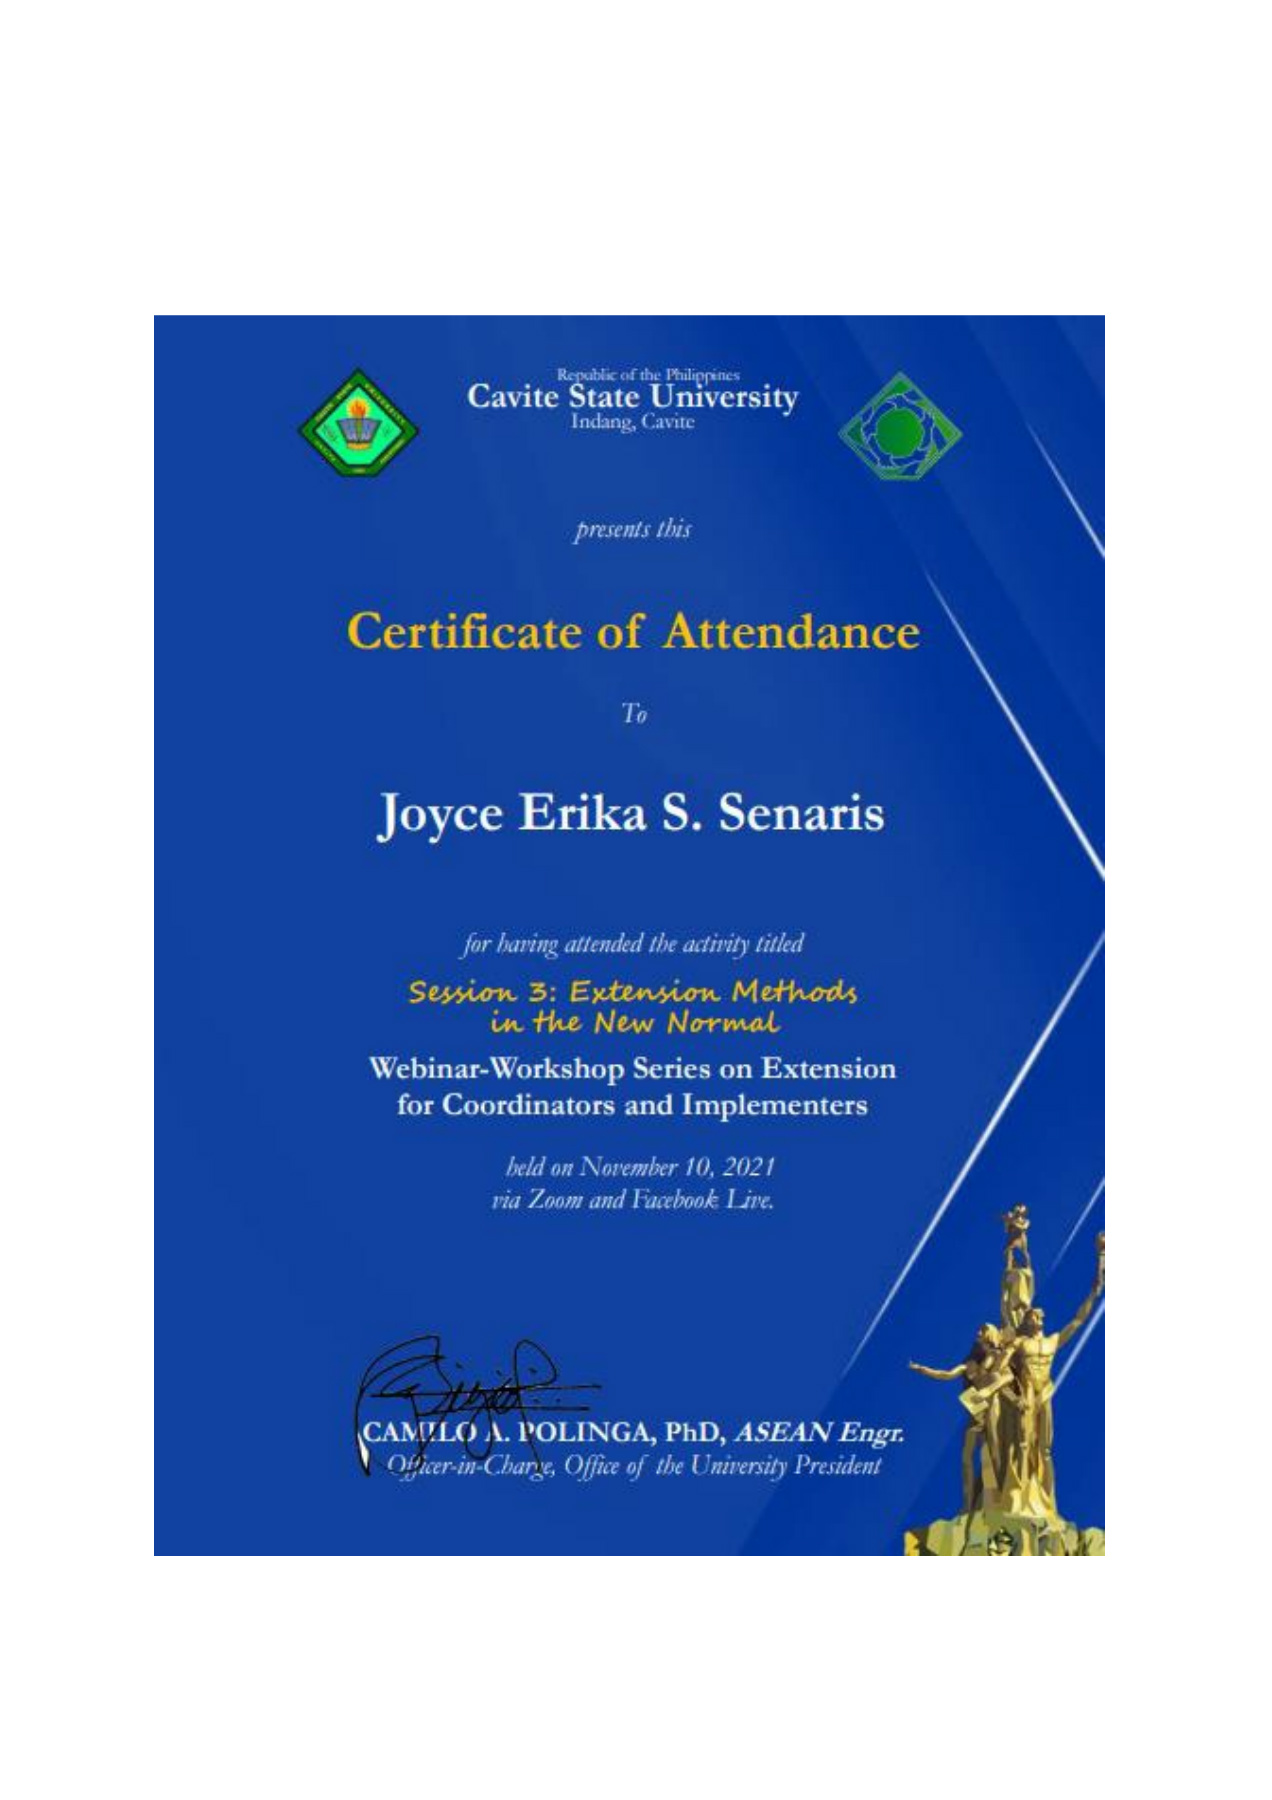 Republic of the Philippines
Cavite State University
Indang, Cavite
presents this
Certificate of Attendance
To
Joyce Erika S. Senaris
for having attended the activity titled
Session 3: Extension Methods
in the New Normal
Webinar-Workshop Series on Extension
for Coordinators and Implementers
held on November 10, 2021
via Zoom and Facebook Live.
CAMILO A. POLINGA, PhD, ASEAN Engr.
Officer-in-Charge, Office of the University President